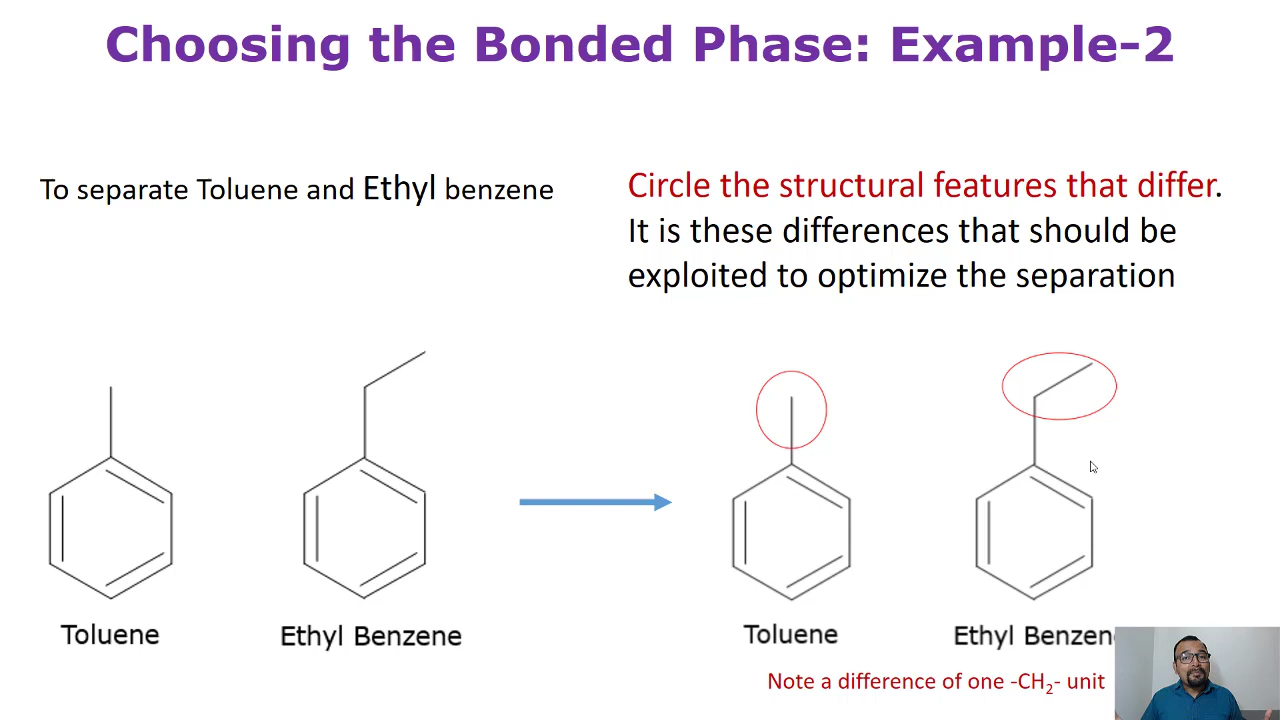 Choosing the Bonded Phase: Example-2
To separate Toluene and Ethyl benzene
Circle the structural features that differ.
It is these differences that should be
exploited to optimize the separation
Toluene
Ethyl Benzene
Toluene
Ethyl Benzen
Note a difference of one -CH₂- unit